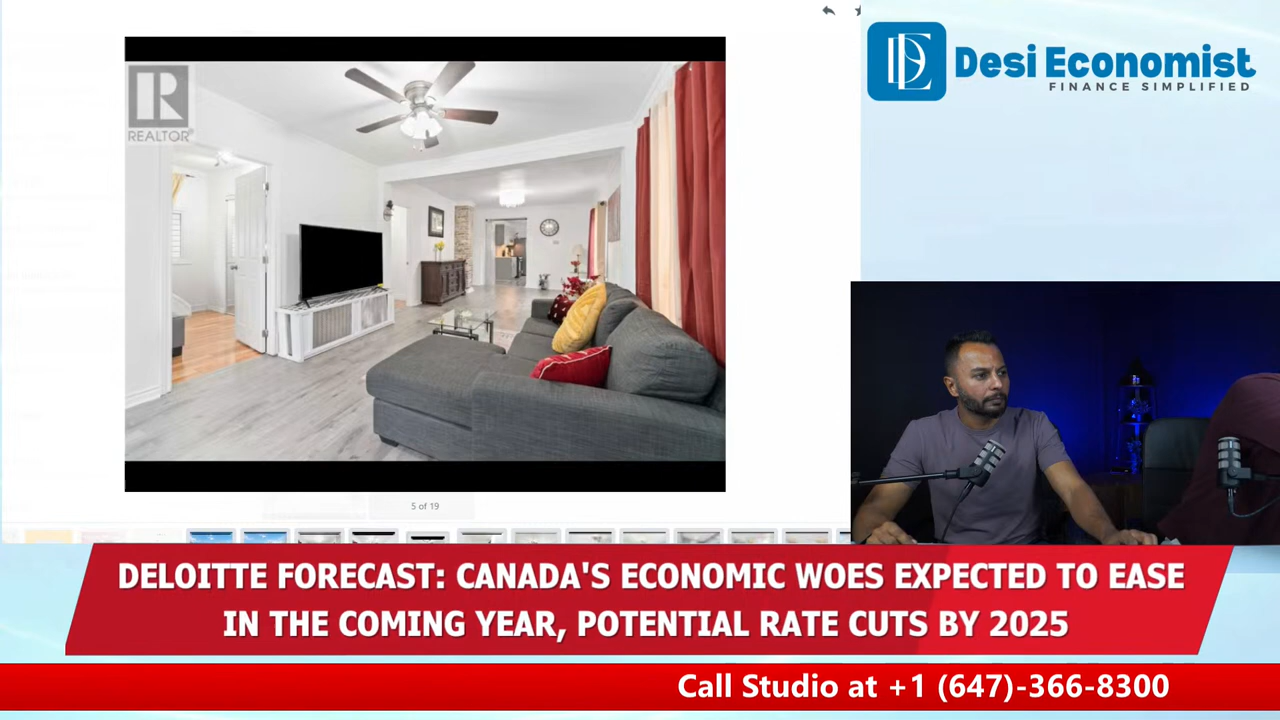 REALTOR®
Desi Economist
FINANCE SIMPLIFIED
5 of 19
DELOITTE FORECAST: CANADA'S ECONOMIC WOES EXPECTED TO EASE
IN THE COMING YEAR, POTENTIAL RATE CUTS BY 2025
Call Studio at +1 (647)-366-8300